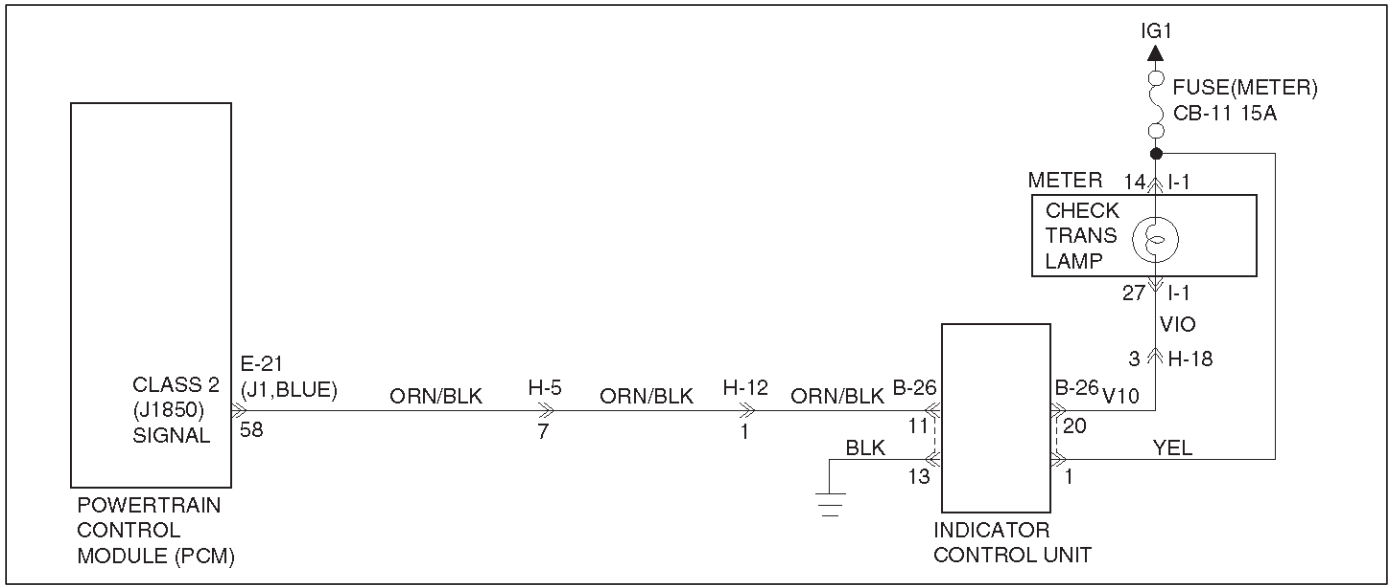 IG1
FUSE(METER)
CB-11 15A
METER
14
I-1
CHECK
TRANS
LAMP
27
I-1
VIO
3
H-18
CLASS 2
(J1850)
SIGNAL
E-21
(J1,BLUE)
58
ORN/BLK
H-5
7
ORN/BLK
H-12
1
ORN/BLK
B-26
11
B-26
V10
20
BLK
13
YEL
1
POWERTRAIN
CONTROL
MODULE (PCM)
INDICATOR
CONTROL UNIT